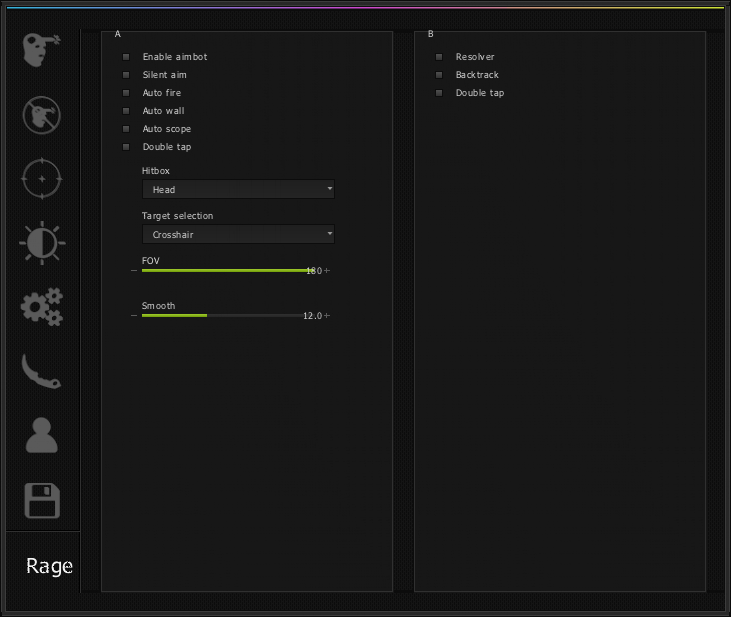 A
Enable aimbot
Silent aim
Auto fire
Auto wall
Auto scope
Double tap
Hitbox
Head
Target selection
Crosshair
FOV
180
Smooth
12.0
B
Resolver
Backtrack
Double tap
Rage